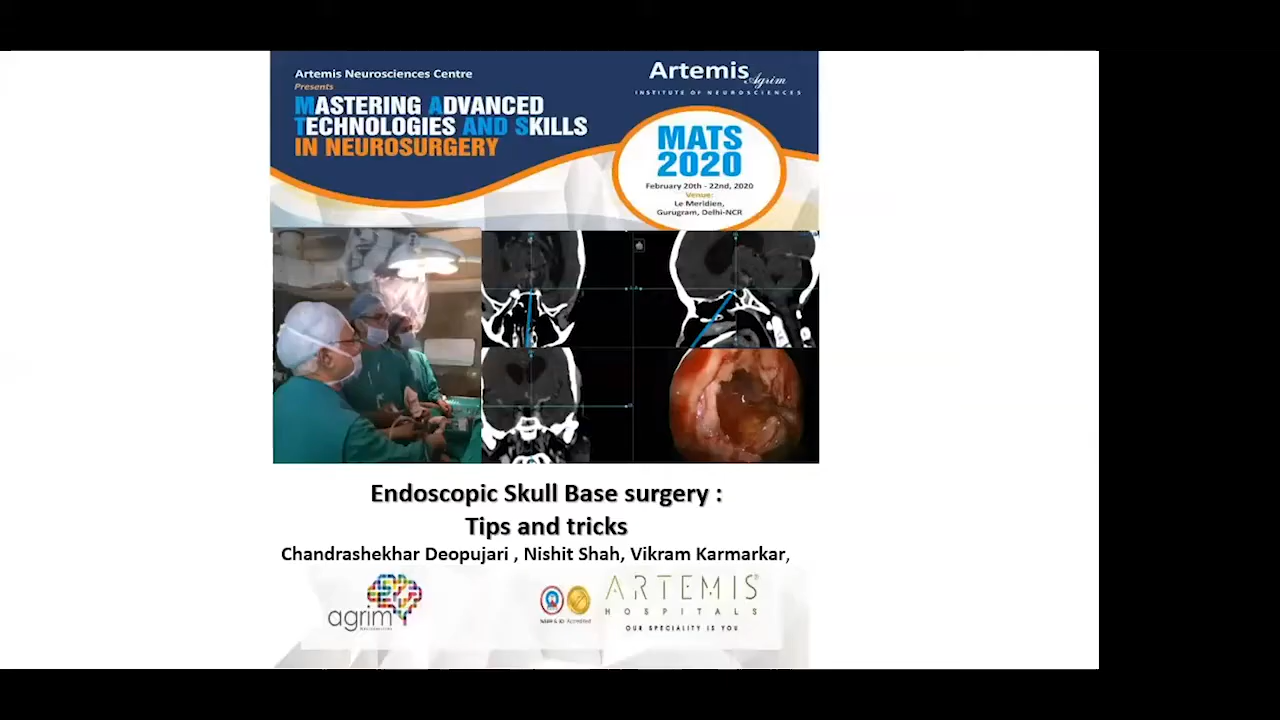 Artemis Neurosciences Centre
Presents
MASTERING ADVANCED
TECHNOLOGIES AND SKILLS
IN NEUROSURGERY
Artemis Agrim
INSTITUTE OF NEUROSCIENCES
MATS
2020
February 20th - 22nd, 2020
Venue:
Le Meridien,
Gurugram, Delhi-NCR
Endoscopic Skull Base surgery :
Tips and tricks
Chandrashekhar Deopujari , Nishit Shah, Vikram Karmarkar,
agrim
ARTEMIS
HOSPITALS
OUR SPECIALITY IS YOU